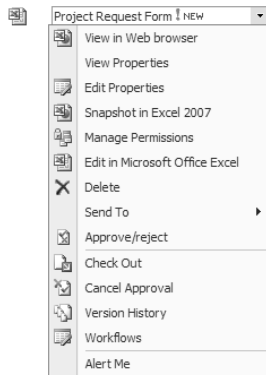 Project Request Form ! NEW
View in Web browser
View Properties
Edit Properties
Snapshot in Excel 2007
Manage Permissions
Edit in Microsoft Office Excel
Delete
Send To
Approve/reject
Check Out
Cancel Approval
Version History
Workflows
Alert Me